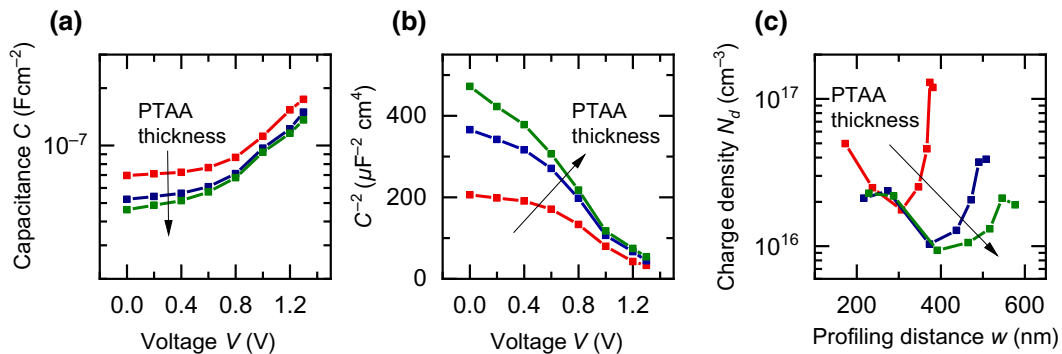 (a)
Capacitance C (Fcm⁻²)
10⁻⁷
PTAA
thickness
0.0 0.4 0.8 1.2
Voltage V (V)
(b)
C⁻² (μF⁻² cm⁴)
400
200
0
PTAA
thickness
0.0 0.4 0.8 1.2
Voltage V (V)
(c)
Charge density N_d (cm⁻³)
10¹⁷
10¹⁶
PTAA
thickness
200 400 600
Profiling distance w (nm)